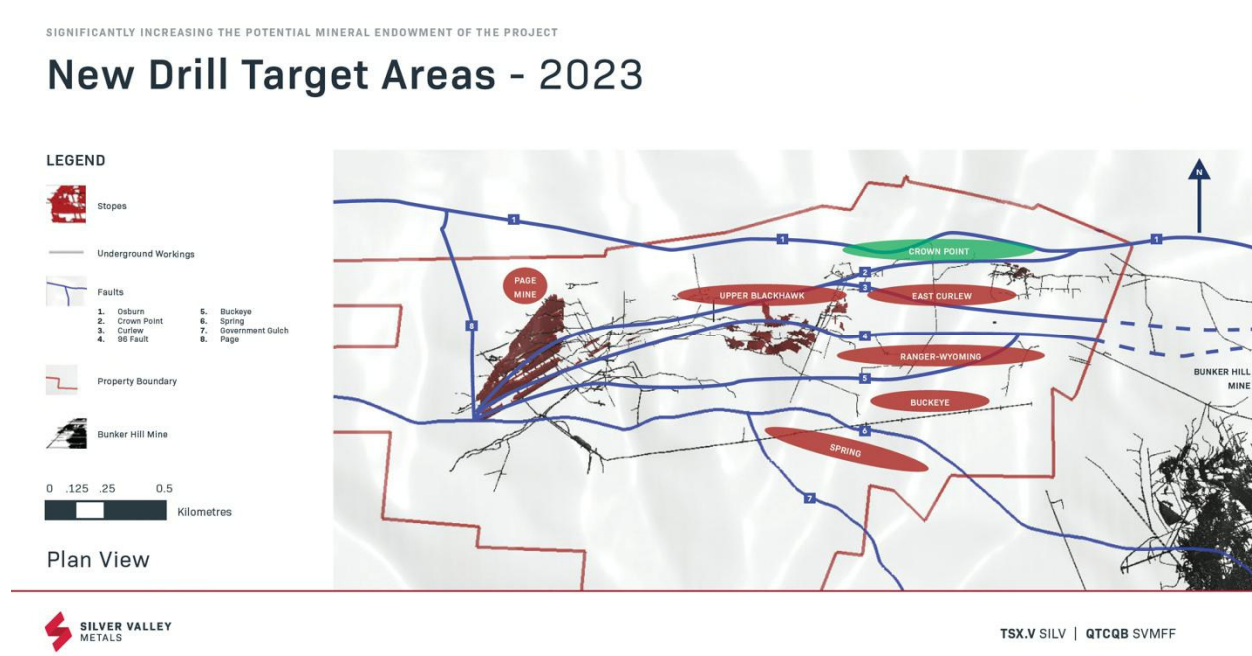 SIGNIFICANTLY INCREASING THE POTENTIAL MINERAL ENDOWMENT OF THE PROJECT
New Drill Target Areas - 2023
LEGEND
Stopes
Underground Workings
Faults
1. Osburn
2. Crown Point
3. Curlew
4. 96 Fault
5. Buckeye
6. Spring
7. Government Gulch
8. Page
Property Boundary
Bunker Hill Mine
0 .125 .25 0.5
Kilometres
Plan View
N
1
1
1
CROWN POINT
2
3
PAGE
MINE
UPPER BLACKHAWK
EAST CURLEW
8
4
RANGER-WYOMING
5
BUNKER HILL
MINE
BUCKEYE
6
SPRING
7
SILVER VALLEY
METALS
TSX.V SILV | QTCQB SVMFF